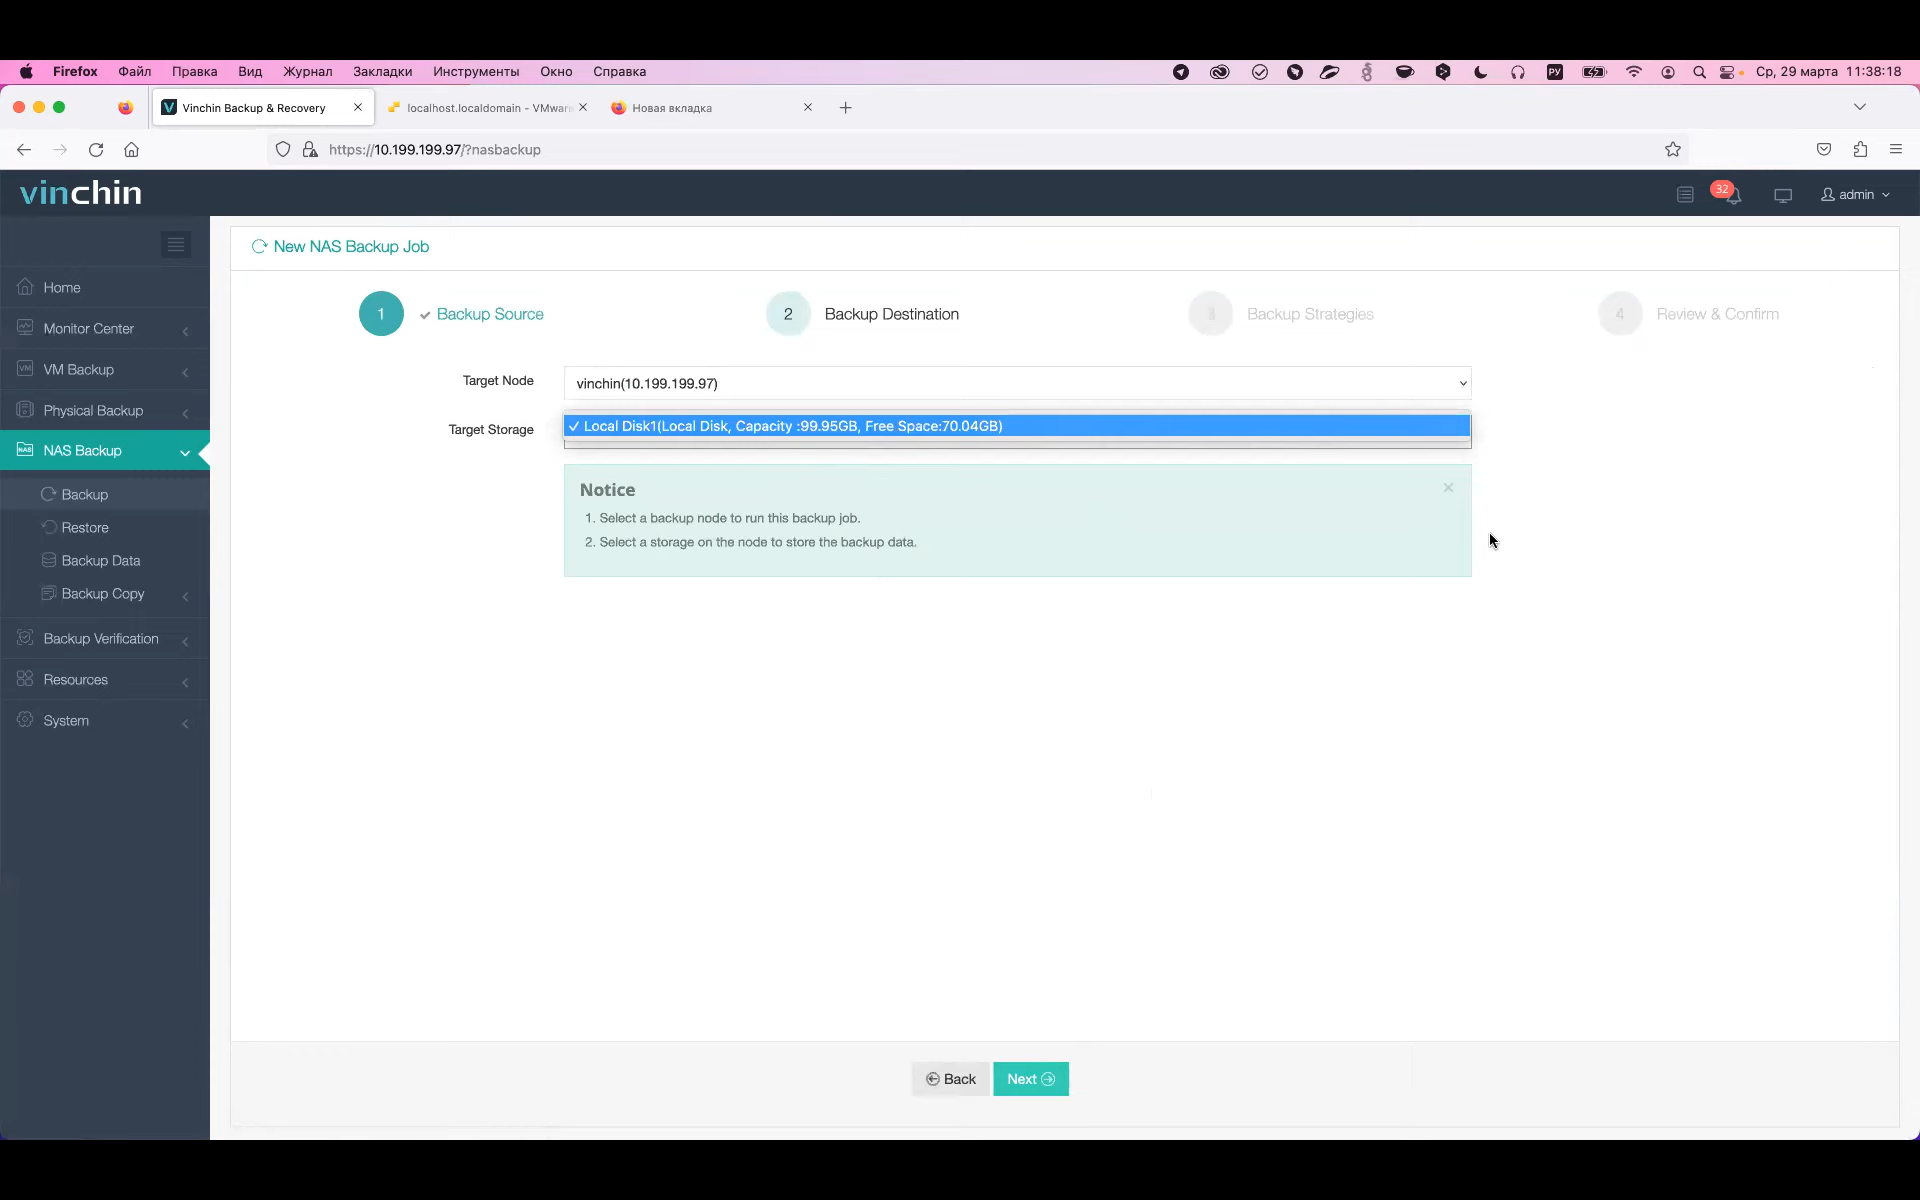 Firefox Файл Правка Вид Журнал Закладки Инструменты Окно Справка РУ Ср, 29 марта 11:38:18
Vinchin Backup & Recovery localhost.localdomain - VMware Новая вкладка
https://10.199.199.97/?nasbackup
vinchin 32 admin
New NAS Backup Job
Home
Monitor Center
VM VM Backup
Physical Backup
NAS NAS Backup
Backup
Restore
Backup Data
Backup Copy
Backup Verification
Resources
System
1 Backup Source 2 Backup Destination 3 Backup Strategies 4 Review & Confirm
Target Node vinchin(10.199.199.97)
Target Storage Local Disk1(Local Disk, Capacity :99.95GB, Free Space:70.04GB)
Notice
1. Select a backup node to run this backup job.
2. Select a storage on the node to store the backup data.
Back Next